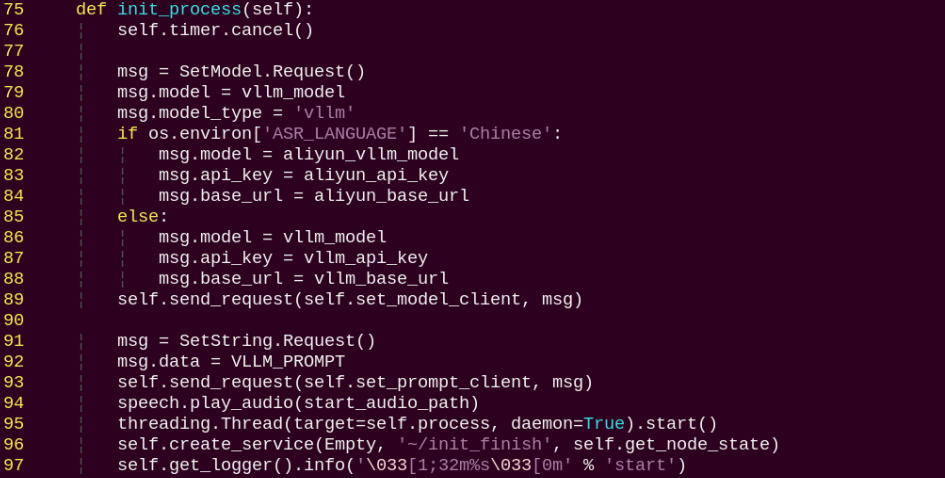 75     def init_process(self):
76         self.timer.cancel()
77
78         msg = SetModel.Request()
79         msg.model = vllm_model
80         msg.model_type = 'vllm'
81         if os.environ['ASR_LANGUAGE'] == 'Chinese':
82             msg.model = aliyun_vllm_model
83             msg.api_key = aliyun_api_key
84             msg.base_url = aliyun_base_url
85         else:
86             msg.model = vllm_model
87             msg.api_key = vllm_api_key
88             msg.base_url = vllm_base_url
89         self.send_request(self.set_model_client, msg)
90
91         msg = SetString.Request()
92         msg.data = VLLM_PROMPT
93         self.send_request(self.set_prompt_client, msg)
94         speech.play_audio(start_audio_path)
95         threading.Thread(target=self.process, daemon=True).start()
96         self.create_service(Empty, '~/init_finish', self.get_node_state)
97         self.get_logger().info('\033[1;32m%s\033[0m' % 'start')